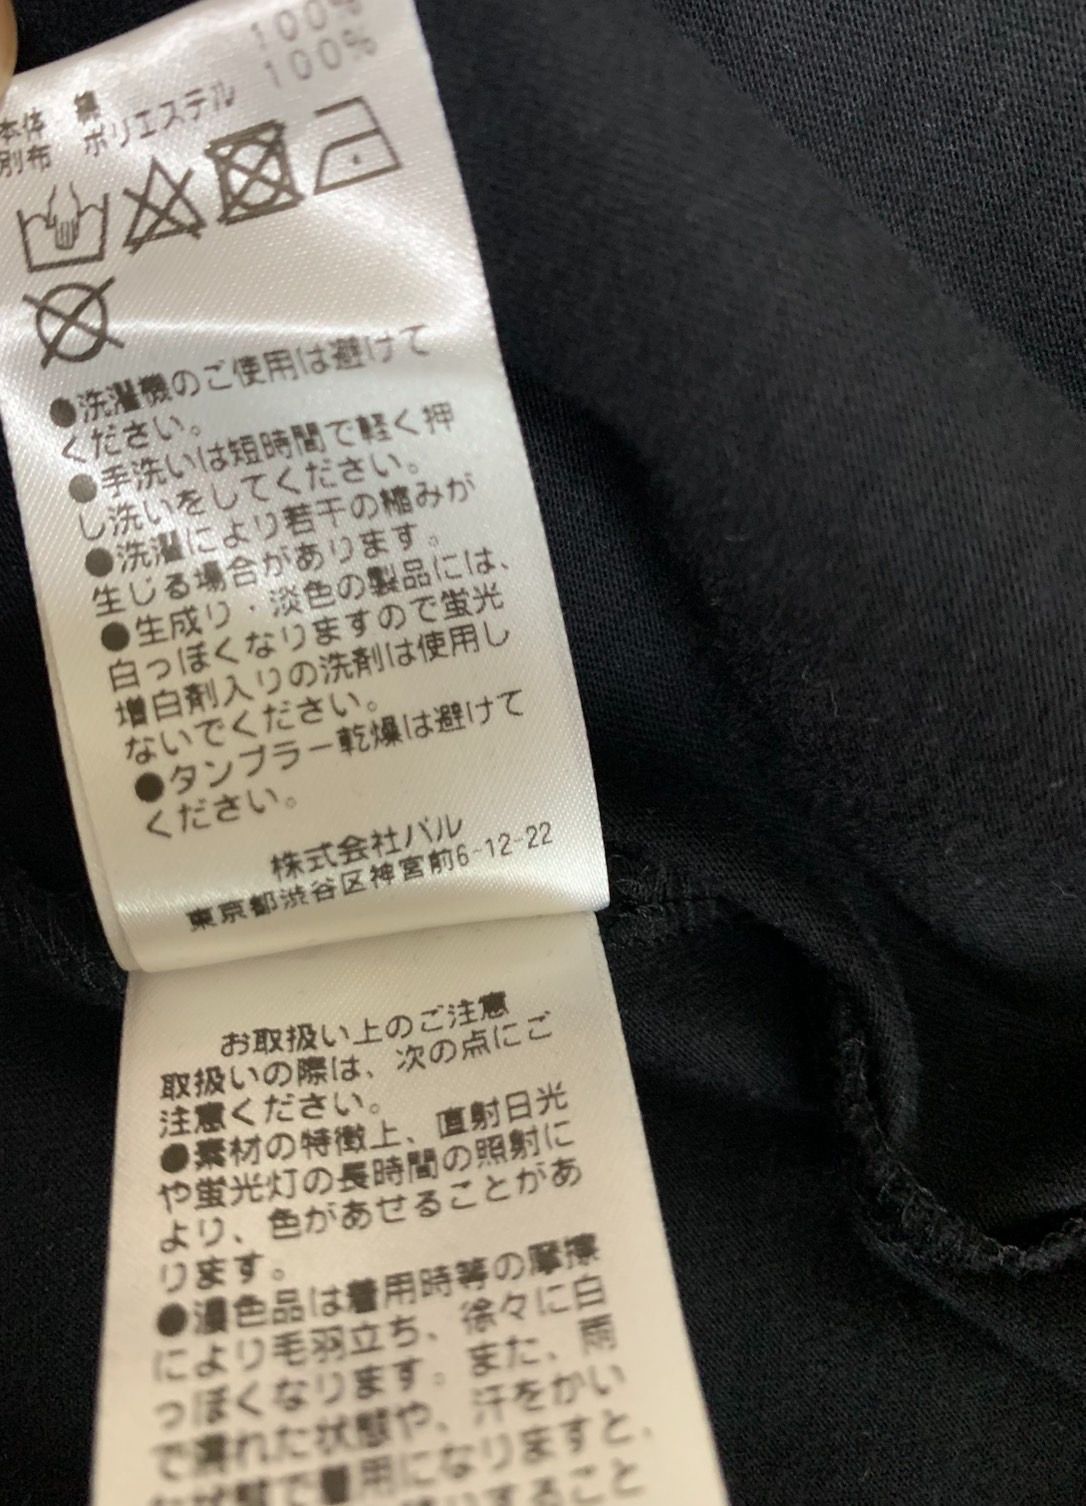 本体 綿 100%
別布 ポリエステル 100%
●洗濯機のご使用は避けて
ください。
●手洗いは短時間で軽く押
し洗いをしてください。
●洗濯により若干の縮みが
生じる場合があります。
●生成り・淡色の製品には、
白っぽくなりますので蛍光
増白剤入りの洗剤は使用し
ないでください。
●タンブラー乾燥は避けて
ください。
株式会社パル
東京都渋谷区神宮前6-12-22
お取扱い上のご注意
取扱いの際は、次の点にご
注意ください。
●素材の特徴上、直射日光
や蛍光灯の長時間の照射に
より、色があせることがあ
ります。
●濃色品は着用時等の摩擦
により毛羽立ち、徐々に白
っぽくなります。また、雨
で濡れた状態や、汗をかい
た状態で着用になりますと、
すること